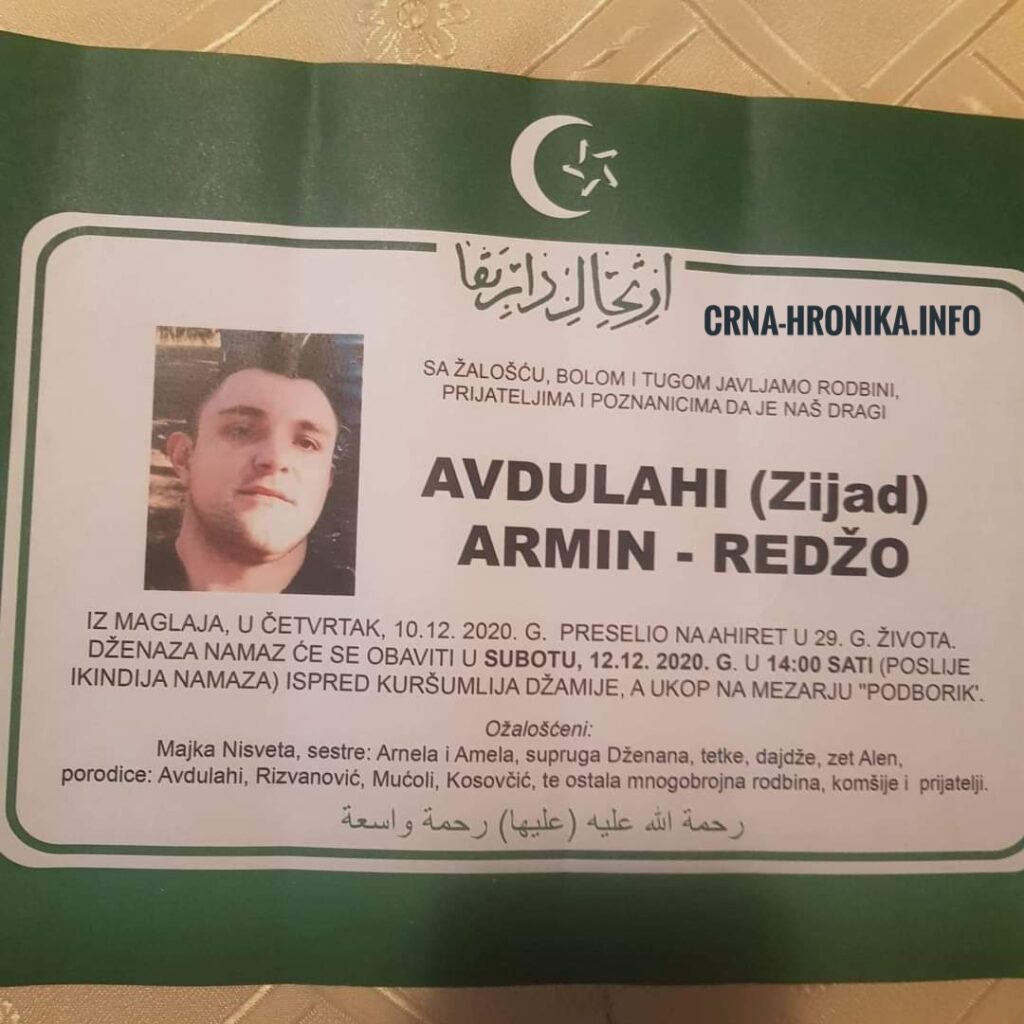 ارتحال دار بقا
CRNA-HRONIKA.INFO
SA ŽALOŠĆU, BOLOM I TUGOM JAVLJAMO RODBINI,
PRIJATELJIMA I POZNANICIMA DA JE NAŠ DRAGI
AVDULAHI (Zijad)
ARMIN - REDŽO
IZ MAGLAJA, U ČETVRTAK, 10.12. 2020. G. PRESELIO NA AHIRET U 29. G. ŽIVOTA.
DŽENAZA NAMAZ ĆE SE OBAVITI U SUBOTU, 12.12. 2020. G. U 14:00 SATI (POSLIJE
IKINDIJA NAMAZA) ISPRED KURŠUMLIJA DŽAMIJE, A UKOP NA MEZARJU "PODBORIK'.
Ožalošćeni:
Majka Nisveta, sestre: Arnela i Amela, supruga Dženana, tetke, dajdže, zet Alen,
porodice: Avdulahi, Rizvanović, Mućoli, Kosovčić, te ostala mnogobrojna rodbina, komšije i prijatelji.
رحمة الله عليه (عليها) رحمة واسعة